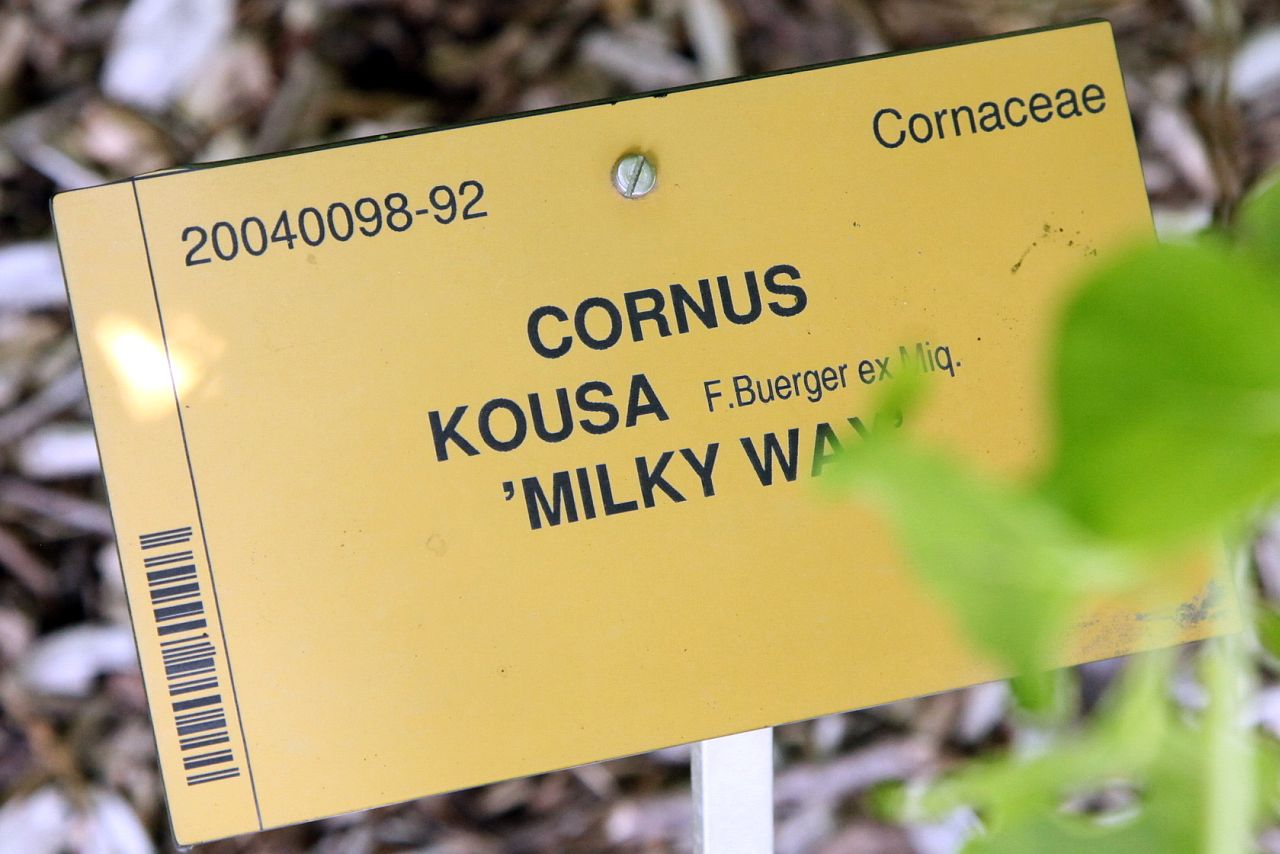 Cornaceae
20040098-92
CORNUS
KOUSA F.Buerger ex Miq.
'MILKY WAY'